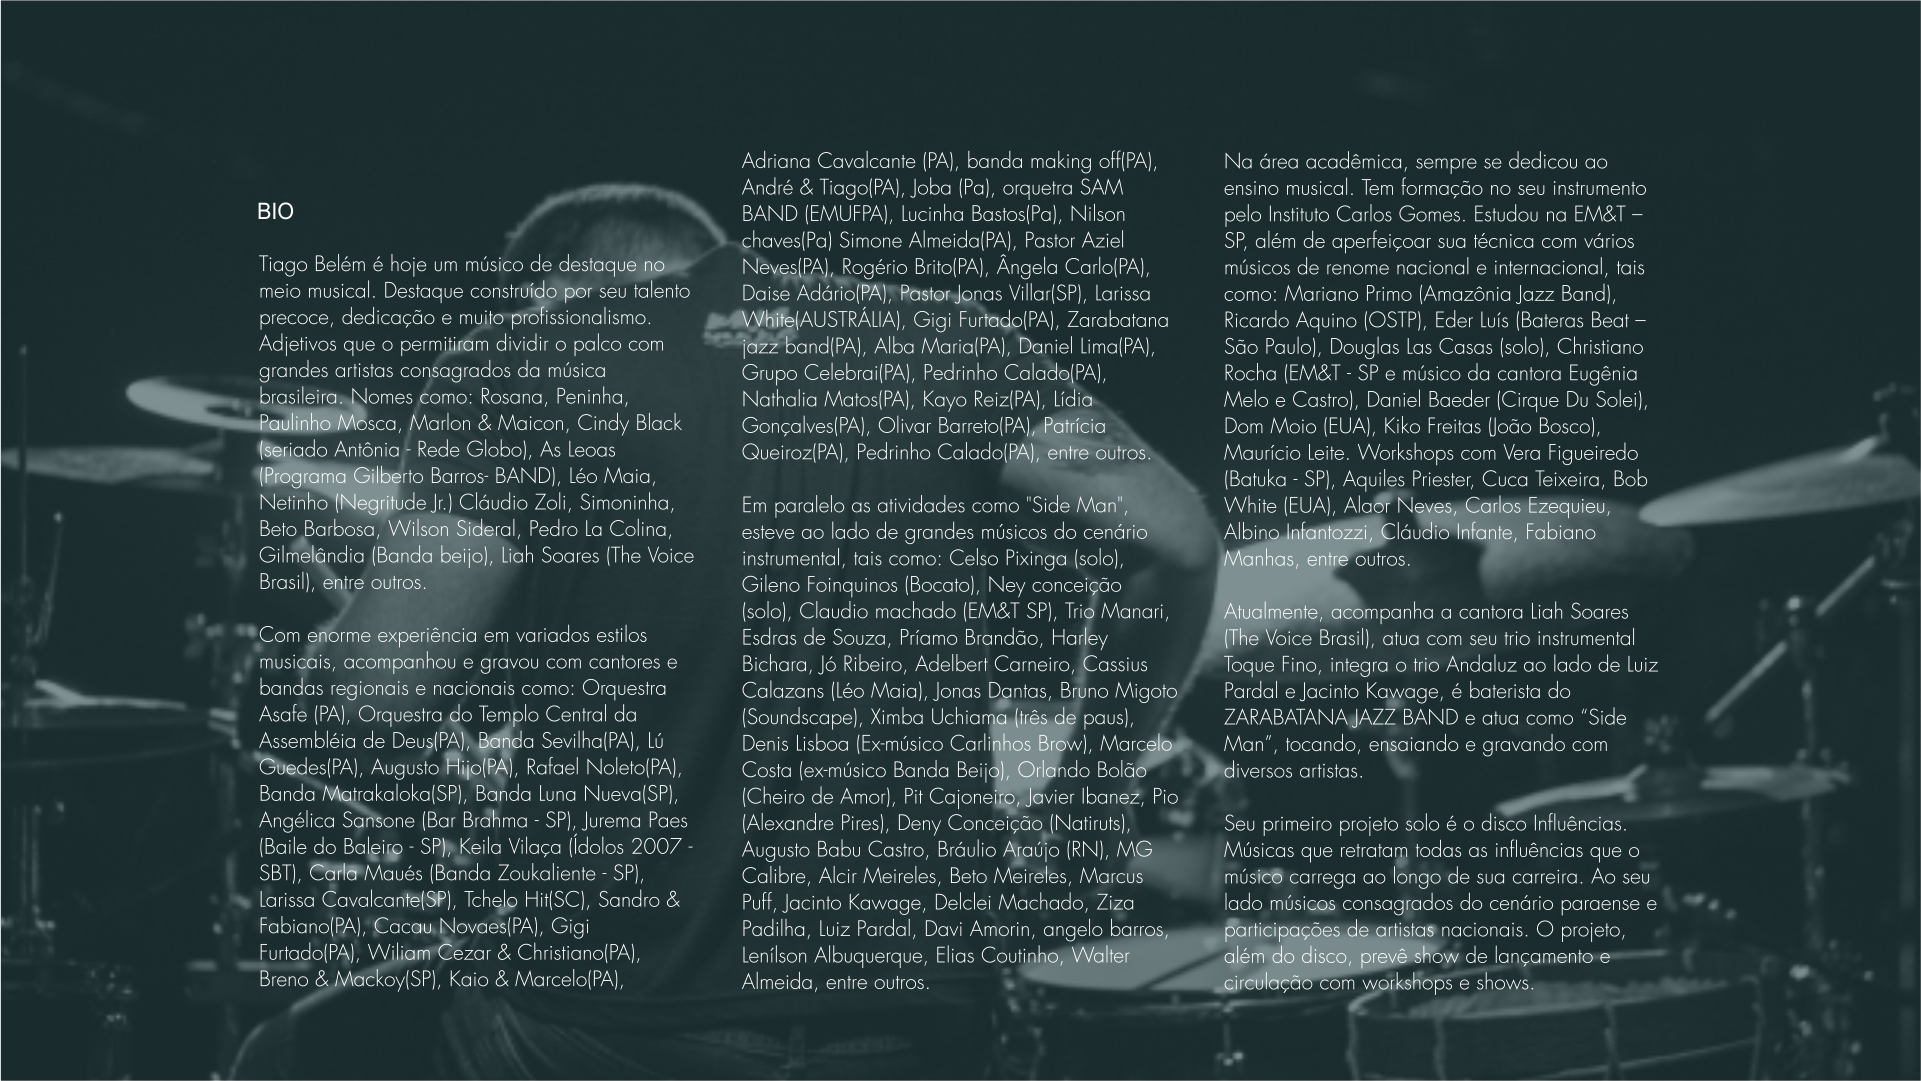 BIO
Tiago Belém é hoje um músico de destaque no
meio musical. Destaque construído por seu talento
precoce, dedicação e muito profissionalismo.
Adjetivos que o permitiram dividir o palco com
grandes artistas consagrados da música
brasileira. Nomes como: Rosana, Peninha,
Paulinho Mosca, Marlon & Maicon, Cindy Black
(seriado Antônia - Rede Globo), As Leoas
(Programa Gilberto Barros- BAND), Léo Maia,
Netinho (Negritude Jr.) Cláudio Zoli, Simoninha,
Beto Barbosa, Wilson Sideral, Pedro La Colina,
Gilmelândia (Banda beijo), Liah Soares (The Voice
Brasil), entre outros.
Com enorme experiência em variados estilos
musicais, acompanhou e gravou com cantores e
bandas regionais e nacionais como: Orquestra
Asafe (PA), Orquestra do Templo Central da
Assembléia de Deus(PA), Banda Sevilha(PA), Lú
Guedes(PA), Augusto Hijo(PA), Rafael Noleto(PA),
Banda Matrakaloka(SP), Banda Luna Nueva(SP),
Angélica Sansone (Bar Brahma - SP), Jurema Paes
(Baile do Baleiro - SP), Keila Vilaça (Ídolos 2007 -
SBT), Carla Maués (Banda Zoukaliente - SP),
Larissa Cavalcante(SP), Tchelo Hit(SC), Sandro &
Fabiano(PA), Cacau Novaes(PA), Gigi
Furtado(PA), Wiliam Cezar & Christiano(PA),
Breno & Mackoy(SP), Kaio & Marcelo(PA),
Adriana Cavalcante (PA), banda making off(PA),
André & Tiago(PA), Joba (Pa), orquetra SAM
BAND (EMUFPA), Lucinha Bastos(Pa), Nilson
chaves(Pa) Simone Almeida(PA), Pastor Aziel
Neves(PA), Rogério Brito(PA), Ângela Carlo(PA),
Daise Adário(PA), Pastor Jonas Villar(SP), Larissa
White(AUSTRÁLIA), Gigi Furtado(PA), Zarabatana
jazz band(PA), Alba Maria(PA), Daniel Lima(PA),
Grupo Celebrai(PA), Pedrinho Calado(PA),
Nathalia Matos(PA), Kayo Reiz(PA), Lídia
Gonçalves(PA), Olivar Barreto(PA), Patrícia
Queiroz(PA), Pedrinho Calado(PA), entre outros.
Em paralelo as atividades como "Side Man",
esteve ao lado de grandes músicos do cenário
instrumental, tais como: Celso Pixinga (solo),
Gileno Foinquinos (Bocato), Ney conceição
(solo), Claudio machado (EM&T SP), Trio Manari,
Esdras de Souza, Príamo Brandão, Harley
Bichara, Jó Ribeiro, Adelbert Carneiro, Cassius
Calazans (Léo Maia), Jonas Dantas, Bruno Migoto
(Soundscape), Ximba Uchiama (três de paus),
Denis Lisboa (Ex-músico Carlinhos Brow), Marcelo
Costa (ex-músico Banda Beijo), Orlando Bolão
(Cheiro de Amor), Pit Cajoneiro, Javier Ibanez, Pio
(Alexandre Pires), Deny Conceição (Natiruts),
Augusto Babu Castro, Bráulio Araújo (RN), MG
Calibre, Alcir Meireles, Beto Meireles, Marcus
Puff, Jacinto Kawage, Delclei Machado, Ziza
Padilha, Luiz Pardal, Davi Amorin, angelo barros,
Lenílson Albuquerque, Elias Coutinho, Walter
Almeida, entre outros.
Na área acadêmica, sempre se dedicou ao
ensino musical. Tem formação no seu instrumento
pelo Instituto Carlos Gomes. Estudou na EM&T –
SP, além de aperfeiçoar sua técnica com vários
músicos de renome nacional e internacional, tais
como: Mariano Primo (Amazônia Jazz Band),
Ricardo Aquino (OSTP), Eder Luís (Bateras Beat –
São Paulo), Douglas Las Casas (solo), Christiano
Rocha (EM&T - SP e músico da cantora Eugênia
Melo e Castro), Daniel Baeder (Cirque Du Solei),
Dom Moio (EUA), Kiko Freitas (João Bosco),
Maurício Leite. Workshops com Vera Figueiredo
(Batuka - SP), Aquiles Priester, Cuca Teixeira, Bob
White (EUA), Alaor Neves, Carlos Ezequieu,
Albino Infantozzi, Cláudio Infante, Fabiano
Manhas, entre outros.
Atualmente, acompanha a cantora Liah Soares
(The Voice Brasil), atua com seu trio instrumental
Toque Fino, integra o trio Andaluz ao lado de Luiz
Pardal e Jacinto Kawage, é baterista do
ZARABATANA JAZZ BAND e atua como “Side
Man”, tocando, ensaiando e gravando com
diversos artistas.
Seu primeiro projeto solo é o disco Influências.
Músicas que retratam todas as influências que o
músico carrega ao longo de sua carreira. Ao seu
lado músicos consagrados do cenário paraense e
participações de artistas nacionais. O projeto,
além do disco, prevê show de lançamento e
circulação com workshops e shows.